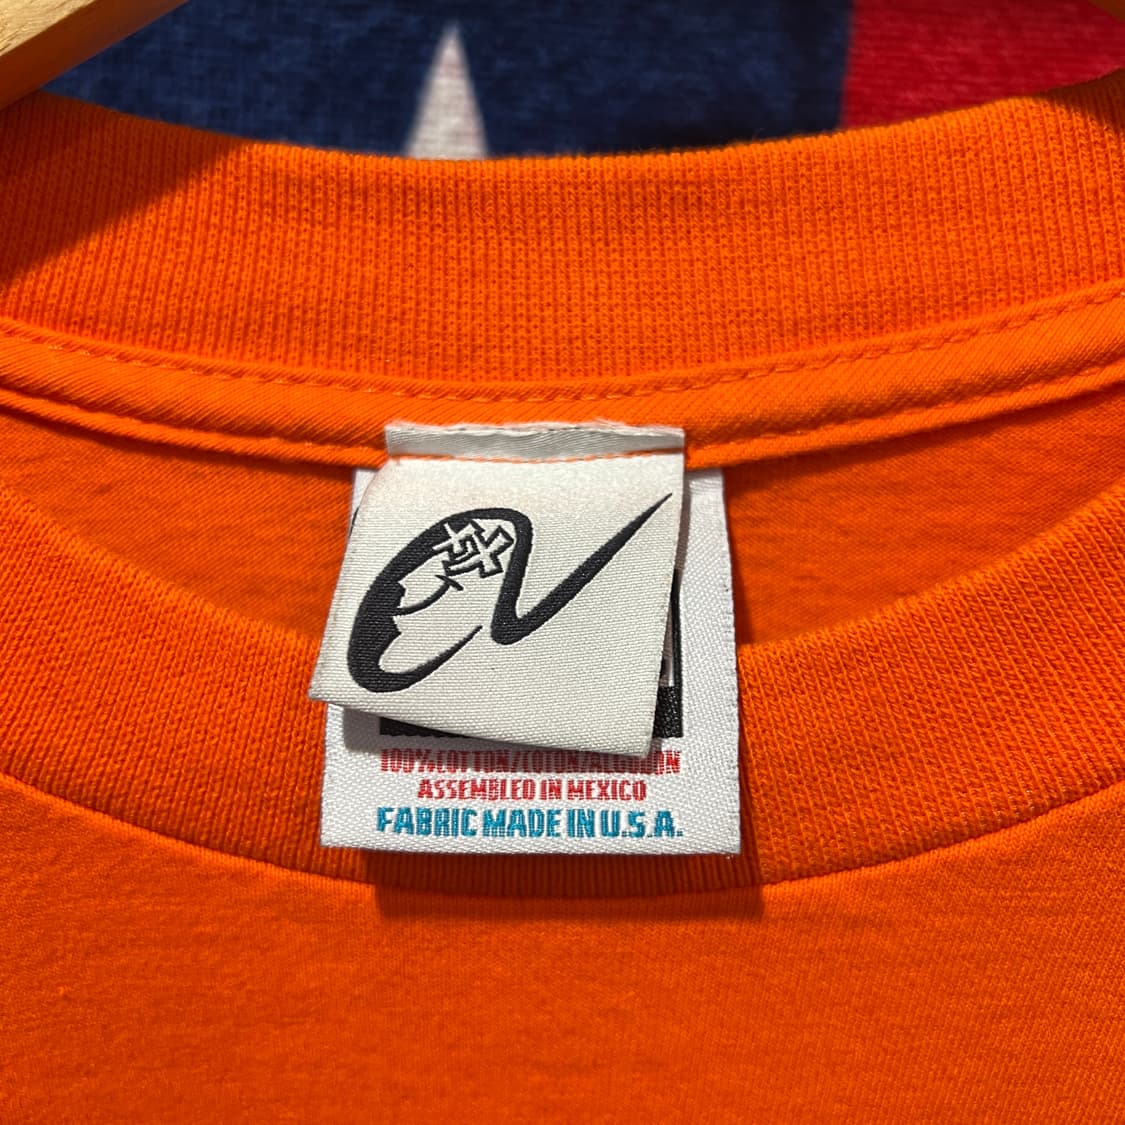 100% COTTON/COTON/ALGODON
ASSEMBLED IN MEXICO
FABRIC MADE IN U.S.A.